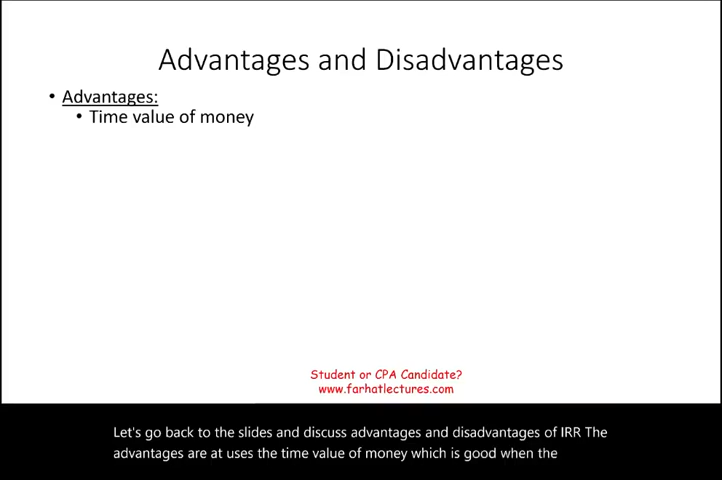 Advantages and Disadvantages
• Advantages:
• Time value of money
Student or CPA Candidate?
www.farhatlectures.com
Let's go back to the slides and discuss advantages and disadvantages of IRR The
advantages are at uses the time value of money which is good when the